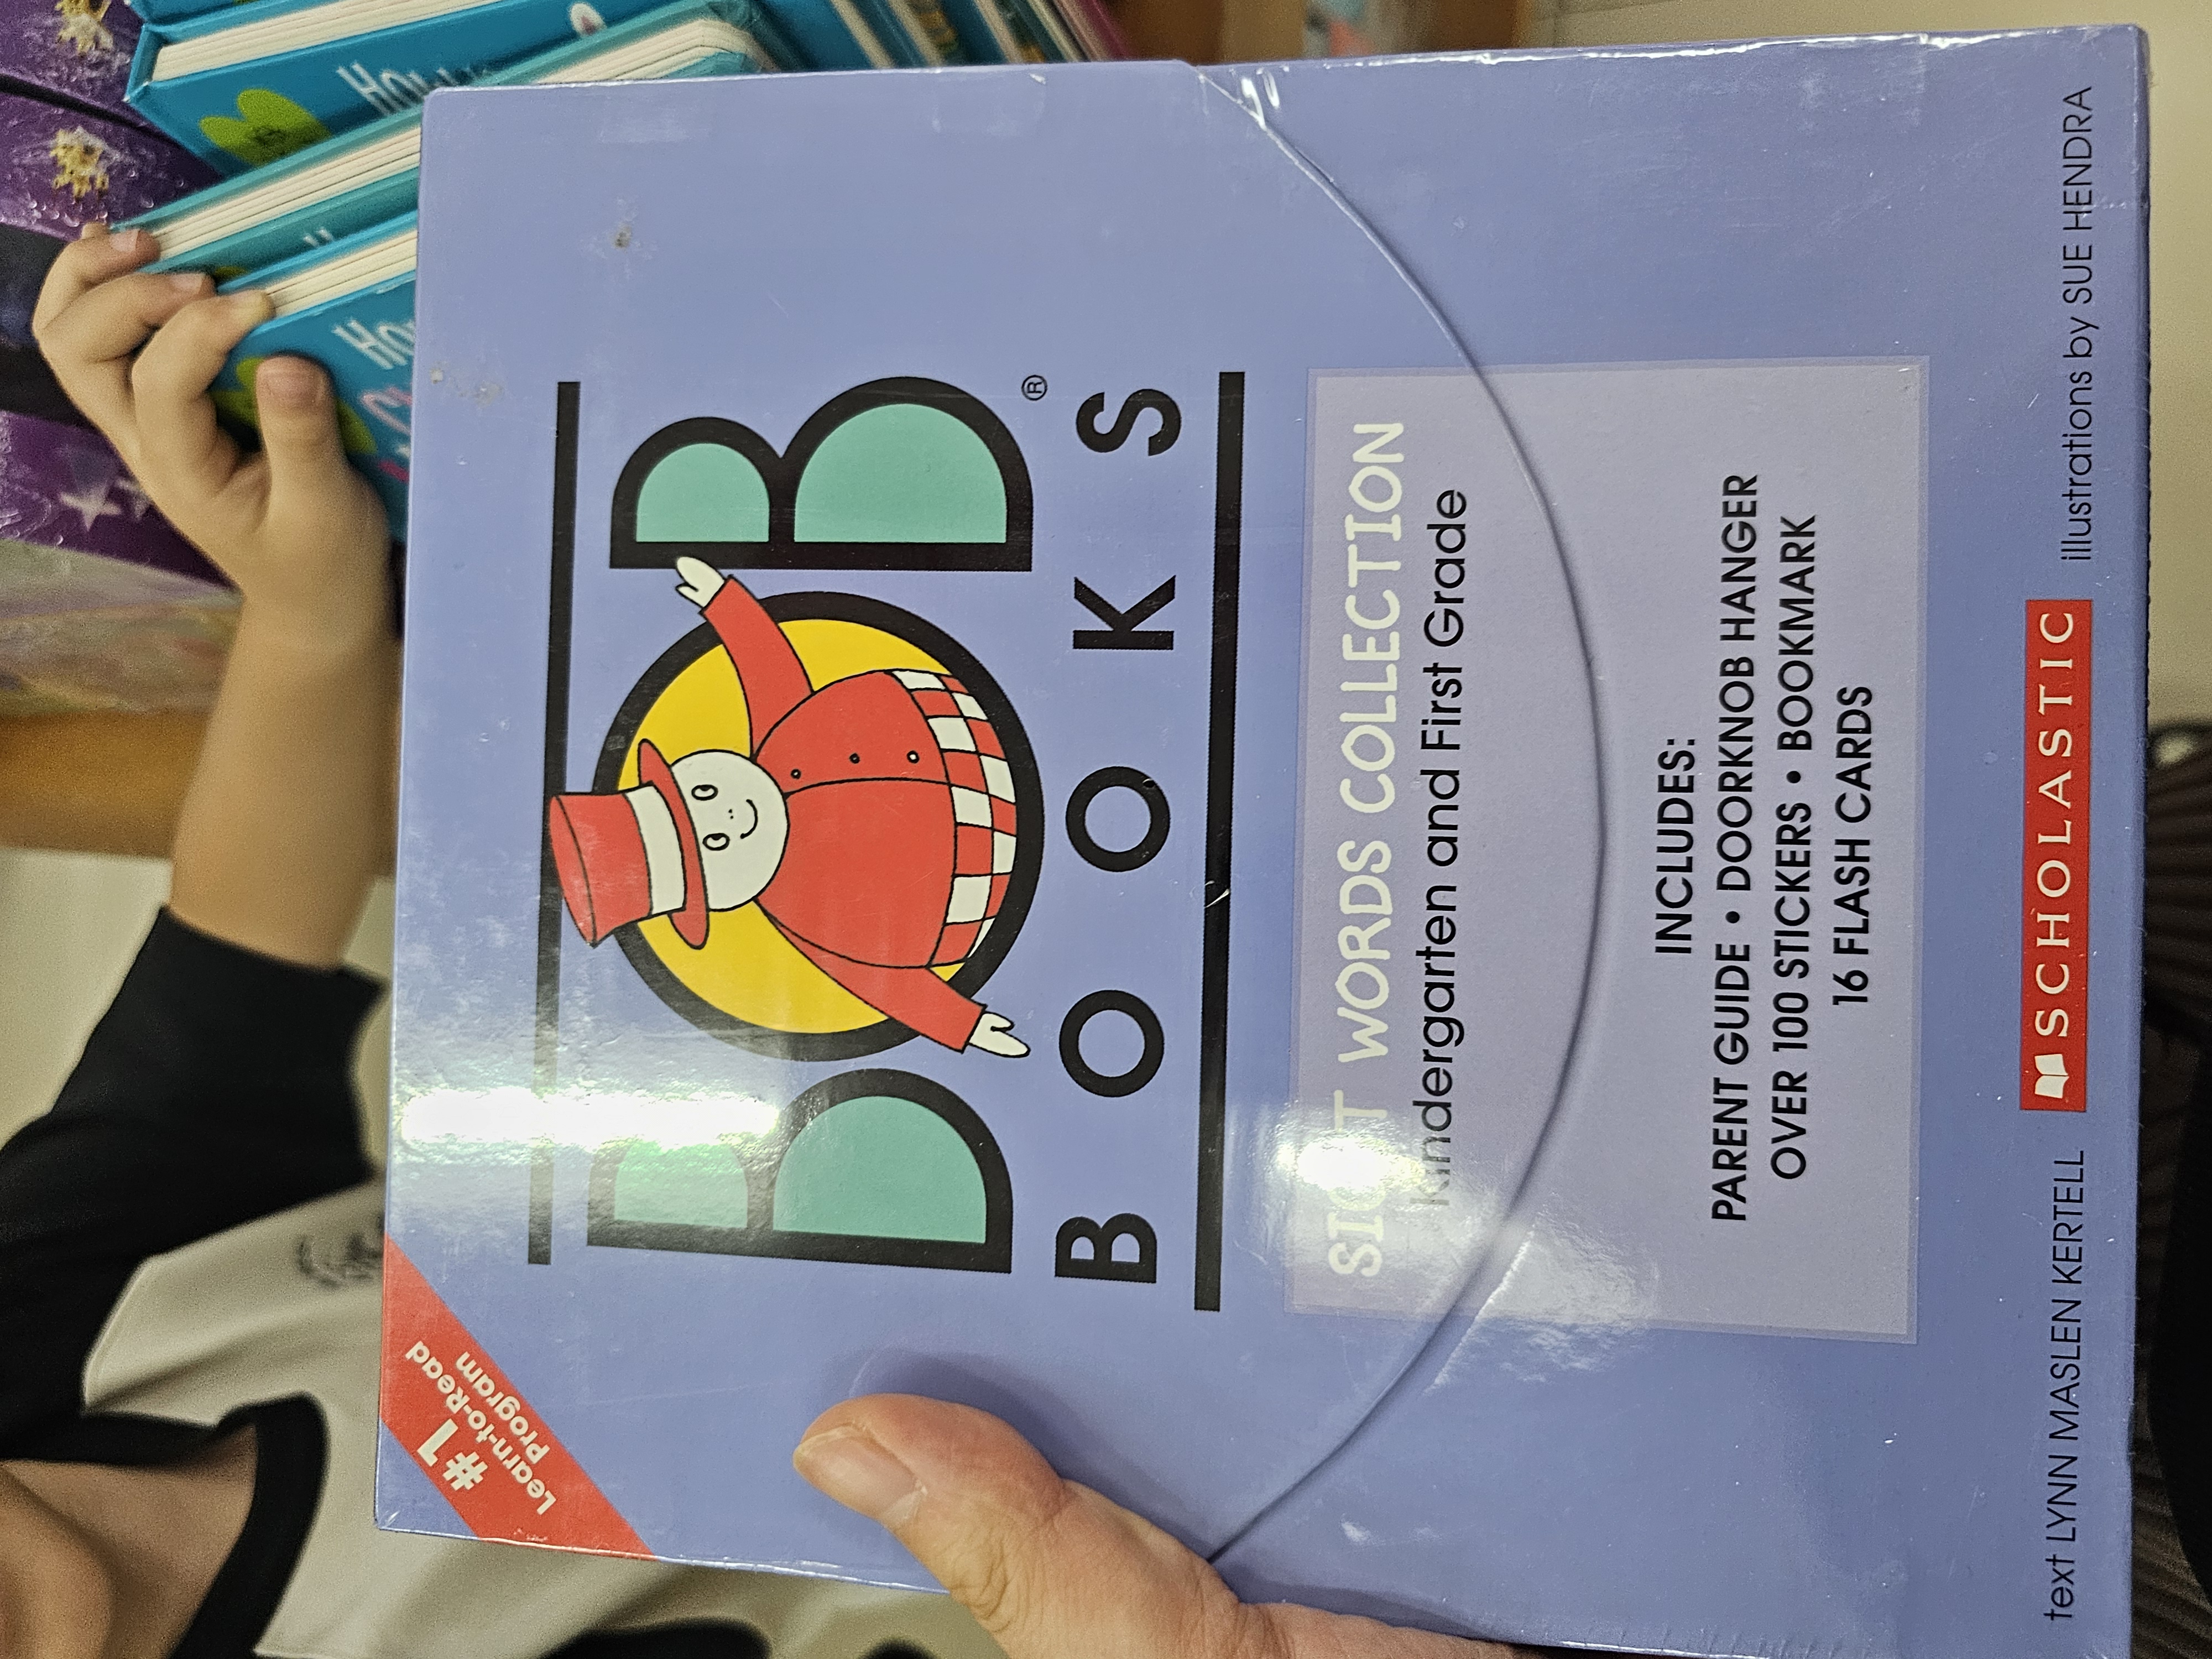 #1
Learn-to-Read
Program
BOB®
BOOKS
SIGHT WORDS COLLECTION
Kindergarten and First Grade
INCLUDES:
PARENT GUIDE • DOORKNOB HANGER
OVER 100 STICKERS • BOOKMARK
16 FLASH CARDS
text LYNN MASLEN KERTELL
SCHOLASTIC
illustrations by SUE HENDRA